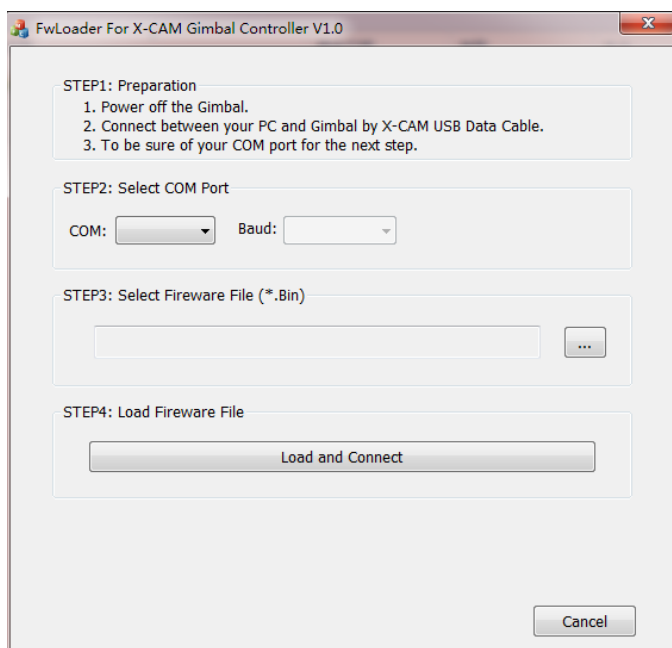 FwLoader For X-CAM Gimbal Controller V1.0
STEP1: Preparation
1. Power off the Gimbal.
2. Connect between your PC and Gimbal by X-CAM USB Data Cable.
3. To be sure of your COM port for the next step.
STEP2: Select COM Port
COM: Baud:
STEP3: Select Fireware File (*.Bin)
...
STEP4: Load Fireware File
Load and Connect
Cancel